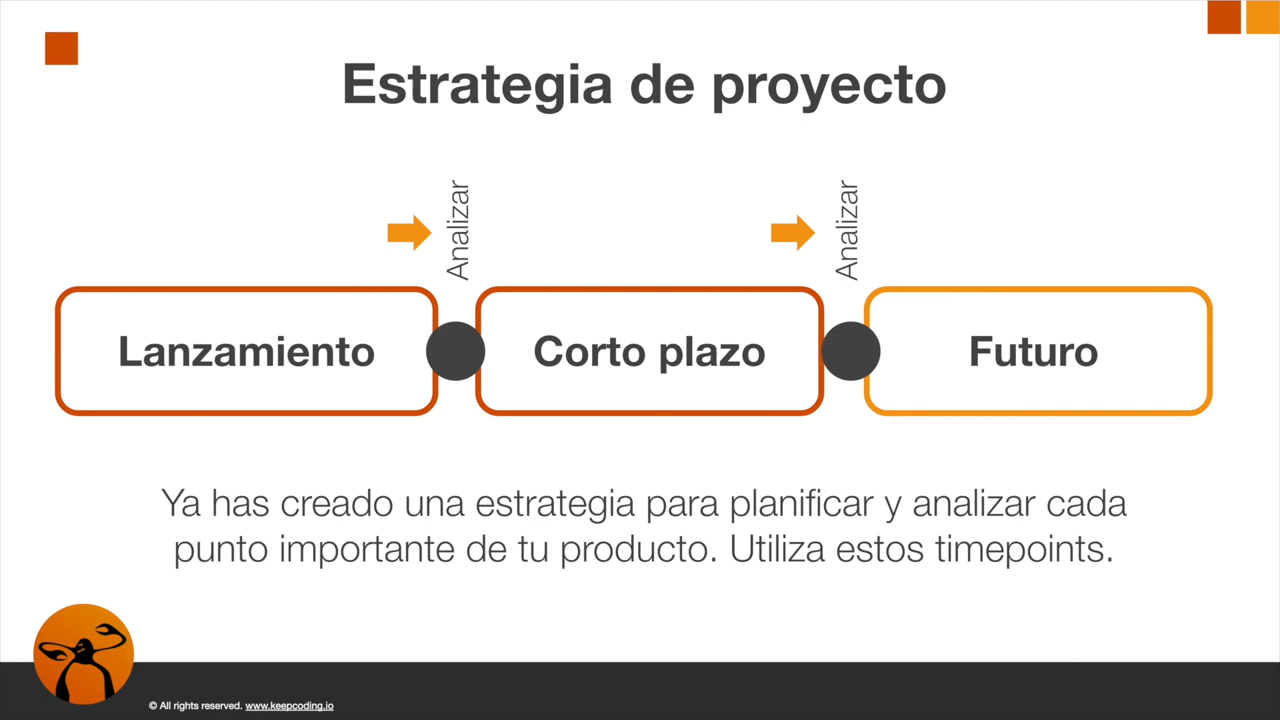 Estrategia de proyecto
Analizar
Analizar
Lanzamiento
Corto plazo
Futuro
Ya has creado una estrategia para planificar y analizar cada
punto importante de tu producto. Utiliza estos timepoints.
© All rights reserved. www.keepcoding.io